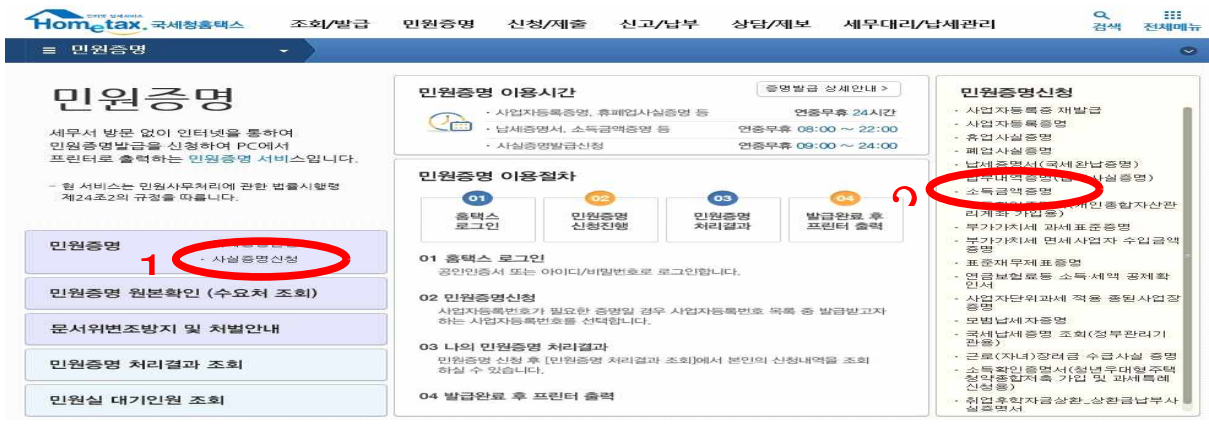 인터넷 납세서비스
Hometax. 국세청홈택스
조회/발급 민원증명 신청/제출 신고/납부 상담/제보 세무대리/납세관리
검색 전체메뉴
민원증명
민원증명
세무서 방문 없이 인터넷을 통하여
민원증명발급을 신청하여 PC에서
프린터로 출력하는 민원증명 서비스입니다.
- 현 서비스는 민원사무처리에 관한 법률시행령
제24조2의 규정을 따릅니다.
민원증명
1
· 사실증명신청
민원증명 원본확인 (수요처 조회)
문서위변조방지 및 처벌안내
민원증명 처리결과 조회
민원실 대기인원 조회
민원증명 이용시간
증명발급 상세안내 >
· 사업자등록증명, 휴폐업사실증명 등 연중무휴 24시간
· 납세증명서, 소득금액증명 등 연중무휴 08:00 ~ 22:00
· 사실증명발급신청 연중무휴 09:00 ~ 24:00
민원증명 이용절차
01 02 03 04
홈택스 민원증명 민원증명 발급완료 후
로그인 신청진행 처리결과 프린터 출력
01 홈택스 로그인
공인인증서 또는 아이디/비밀번호로 로그인합니다.
02 민원증명신청
사업자등록번호가 필요한 증명일 경우 사업자등록번호 목록 중 발급받고자
하는 사업자등록번호를 선택합니다.
03 나의 민원증명 처리결과
민원증명 신청 후 [민원증명 처리결과 조회]에서 본인의 신청내역을 조회
하실 수 있습니다.
04 발급완료 후 프린터 출력
민원증명신청
· 사업자등록증 재발급
· 사업자등록증명
· 휴업사실증명
· 폐업사실증명
· 납세증명서(국세완납증명)
사실증명)
· 소득금액증명
개인종합자산관
리계좌 가입용)
· 부가가치세 과세표준증명
· 부가가치세 면세사업자 수입금액
증명
· 표준재무제표증명
· 연금보험료등 소득·세액 공제확
인서
· 사업자단위과세 적용 종된사업장
증명
· 모범납세자증명
· 국세납세증명 조회(정부관리기
관용)
· 근로(자녀)장려금 수급사실 증명
· 소득확인증명서(청년우대형주택
청약종합저축 가입 및 과세특례
신청용)
· 취업후학자금상환_상환금납부사
실증명서